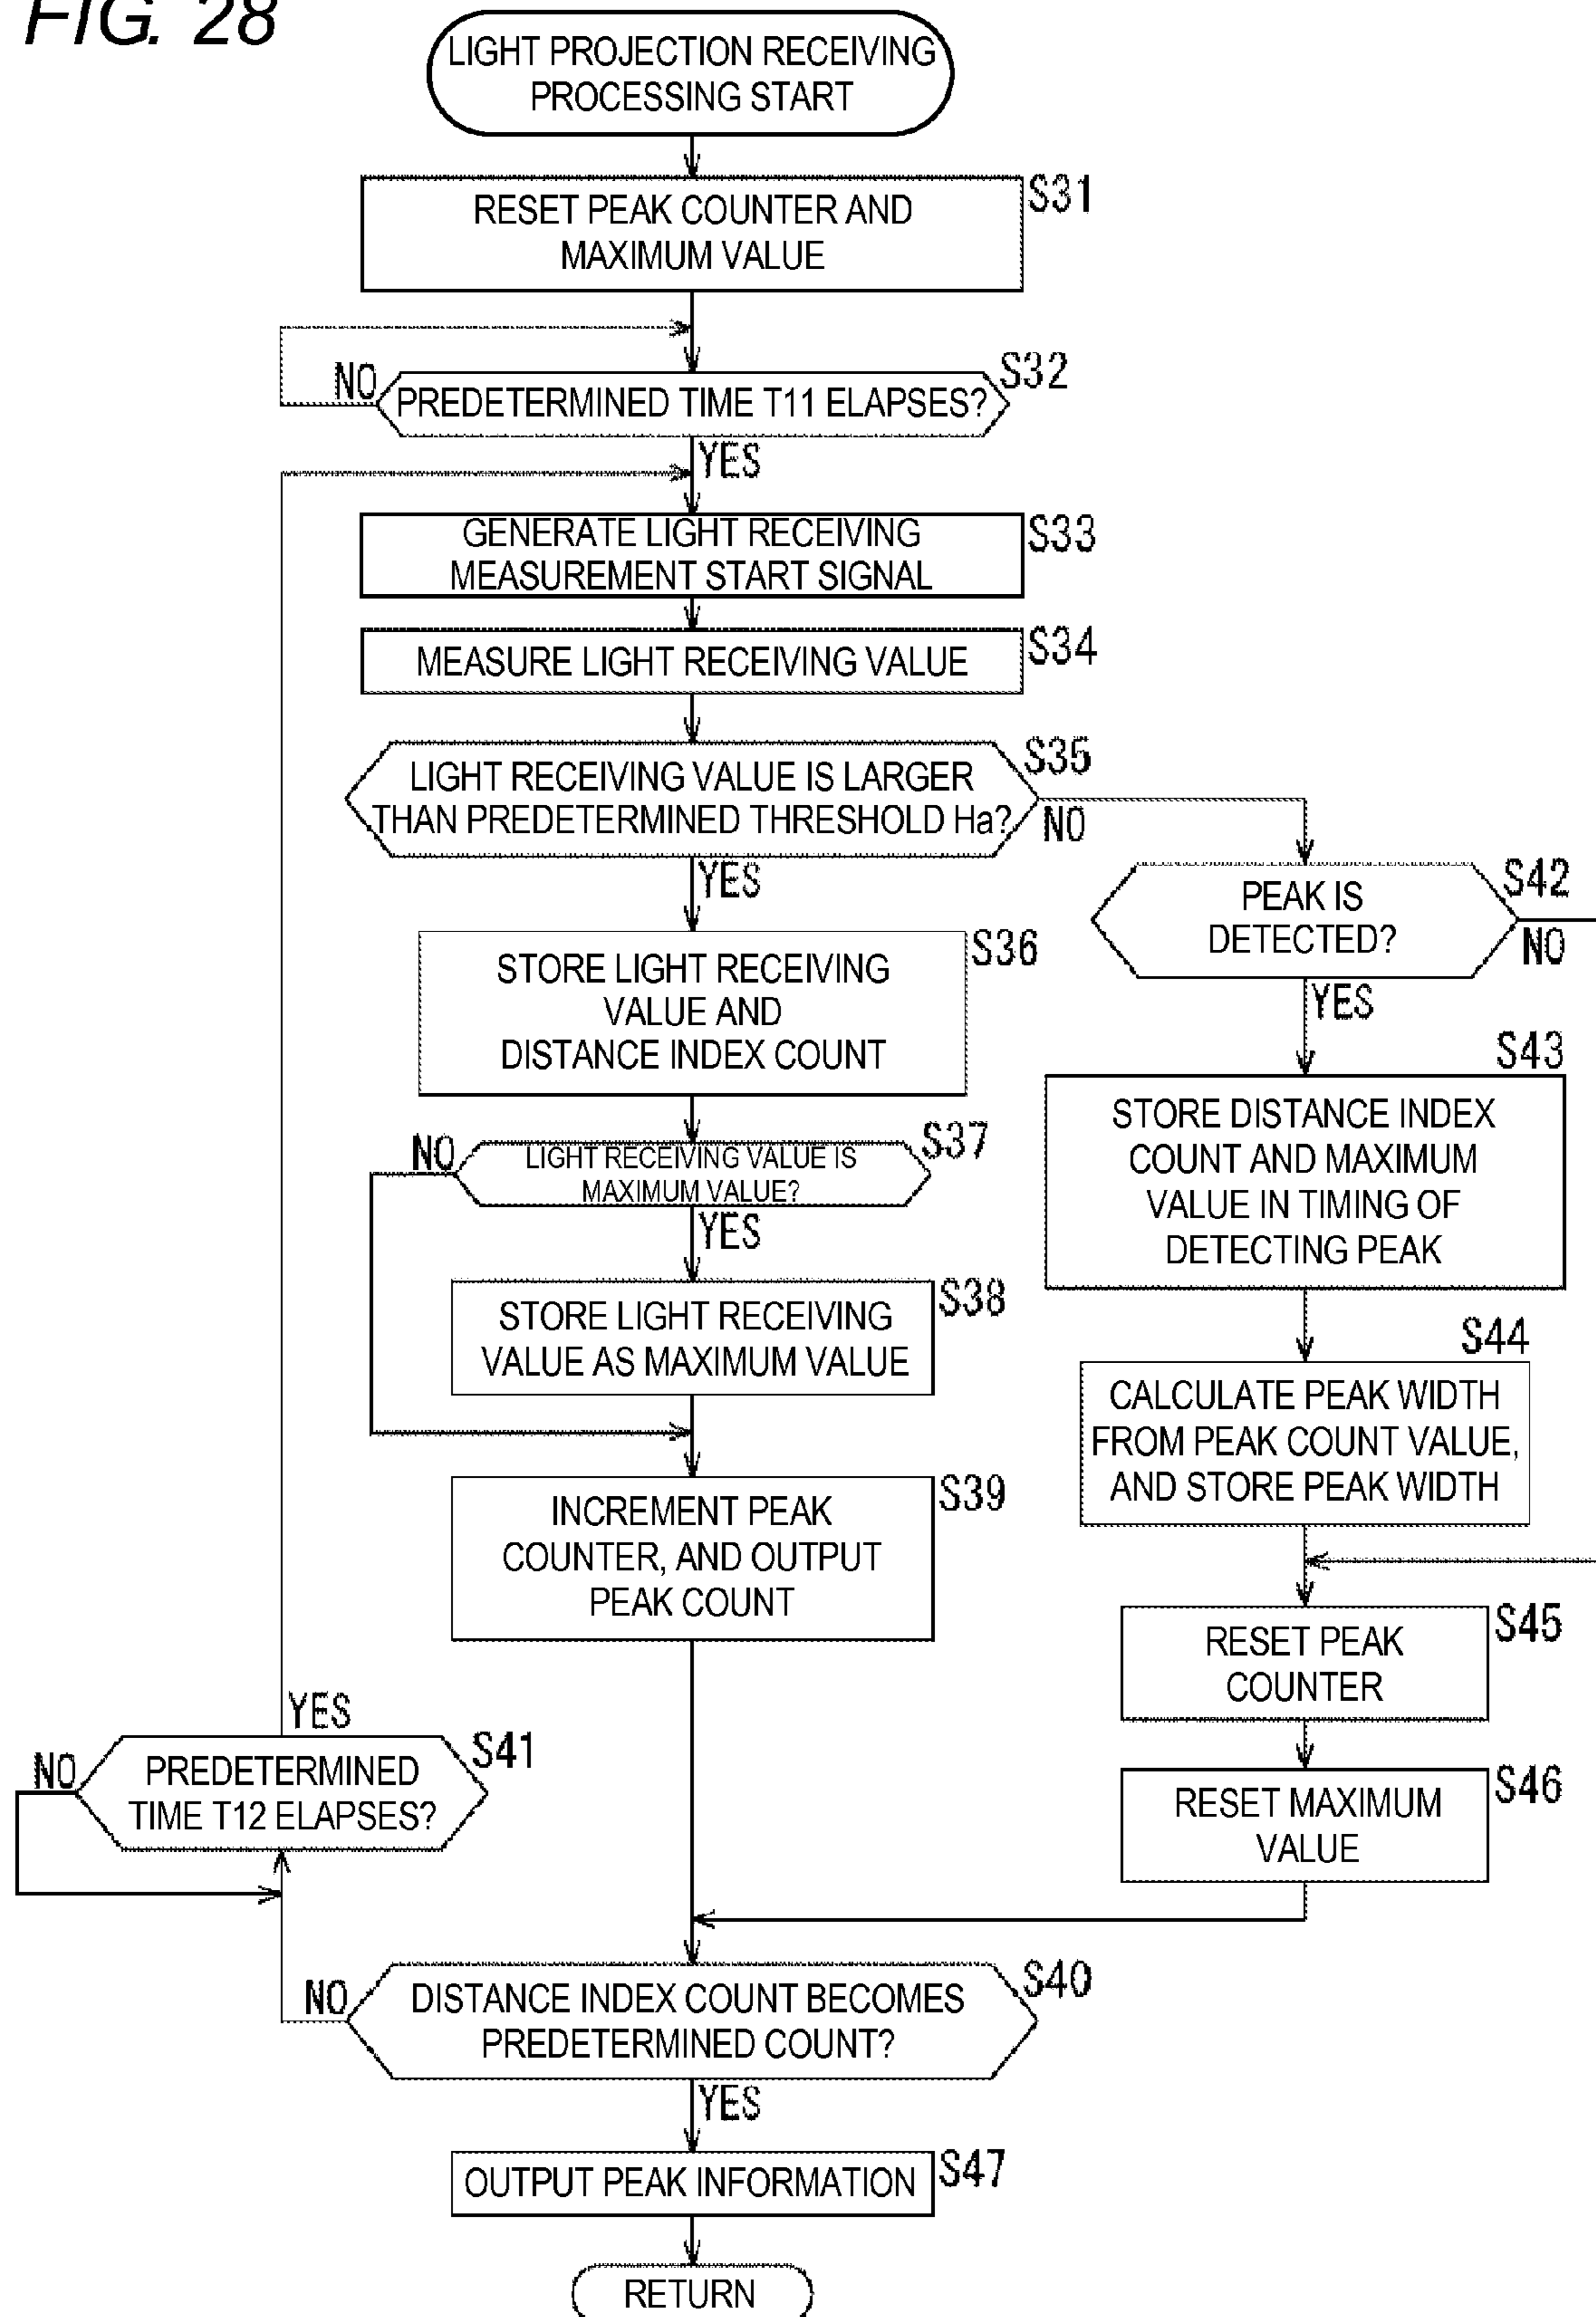 FIG. 28
LIGHT PROJECTION RECEIVING
PROCESSING START
S31
RESET PEAK COUNTER AND
MAXIMUM VALUE
NO
S32
PREDETERMINED TIME T11 ELAPSES?
YES
S33
GENERATE LIGHT RECEIVING
MEASUREMENT START SIGNAL
S34
MEASURE LIGHT RECEIVING VALUE
S35
LIGHT RECEIVING VALUE IS LARGER
THAN PREDETERMINED THRESHOLD Ha?
NO
YES
S36
STORE LIGHT RECEIVING
VALUE AND
DISTANCE INDEX COUNT
NO
S37
LIGHT RECEIVING VALUE IS
MAXIMUM VALUE?
YES
S38
STORE LIGHT RECEIVING
VALUE AS MAXIMUM VALUE
S39
INCREMENT PEAK
COUNTER, AND OUTPUT
PEAK COUNT
S42
PEAK IS
DETECTED?
NO
YES
S43
STORE DISTANCE INDEX
COUNT AND MAXIMUM
VALUE IN TIMING OF
DETECTING PEAK
S44
CALCULATE PEAK WIDTH
FROM PEAK COUNT VALUE,
AND STORE PEAK WIDTH
S45
RESET PEAK
COUNTER
S46
RESET MAXIMUM
VALUE
YES
NO
S41
PREDETERMINED
TIME T12 ELAPSES?
NO
S40
DISTANCE INDEX COUNT BECOMES
PREDETERMINED COUNT?
YES
S47
OUTPUT PEAK INFORMATION
RETURN